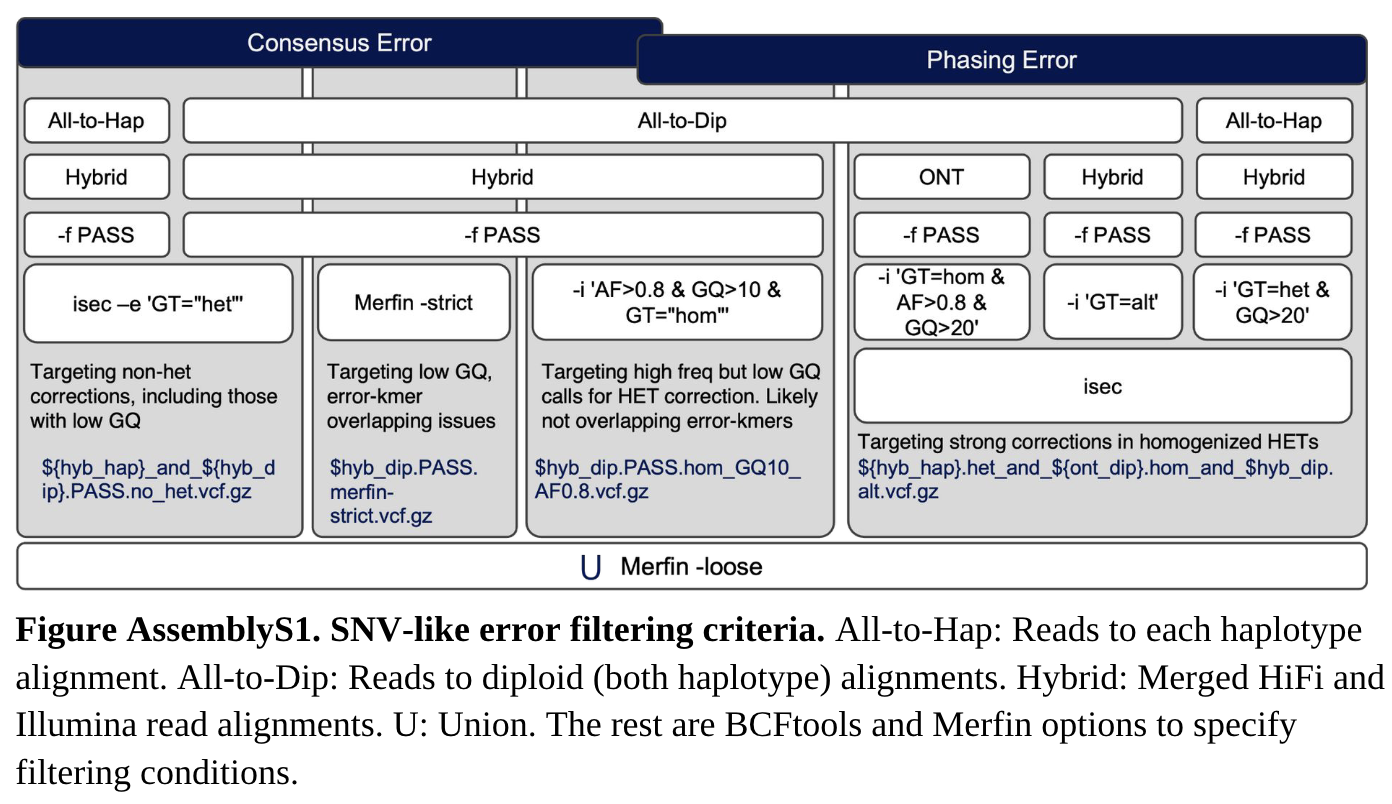 Consensus Error
Phasing Error
All-to-Hap
All-to-Dip
All-to-Hap
Hybrid
Hybrid
ONT
Hybrid
Hybrid
-f PASS
-f PASS
-f PASS
-f PASS
-f PASS
isec –e 'GT="het"'
Merfin -strict
-i 'AF>0.8 & GQ>10 &
GT="hom"'
-i 'GT=hom &
AF>0.8 &
GQ>20'
-i 'GT=alt'
-i 'GT=het &
GQ>20'
isec
Targeting non-het
corrections, including those
with low GQ
${hyb_hap}_and_${hyb_d
ip}.PASS.no_het.vcf.gz
Targeting low GQ,
error-kmer
overlapping issues
$hyb_dip.PASS.
merfin-
strict.vcf.gz
Targeting high freq but low GQ
calls for HET correction. Likely
not overlapping error-kmers
$hyb_dip.PASS.hom_GQ10_
AF0.8.vcf.gz
Targeting strong corrections in homogenized HETs
${hyb_hap}.het_and_${ont_dip}.hom_and_$hyb_dip.
alt.vcf.gz
U Merfin -loose
Figure AssemblyS1. SNV-like error filtering criteria. All-to-Hap: Reads to each haplotype
alignment. All-to-Dip: Reads to diploid (both haplotype) alignments. Hybrid: Merged HiFi and
Illumina read alignments. U: Union. The rest are BCFtools and Merfin options to specify
filtering conditions.